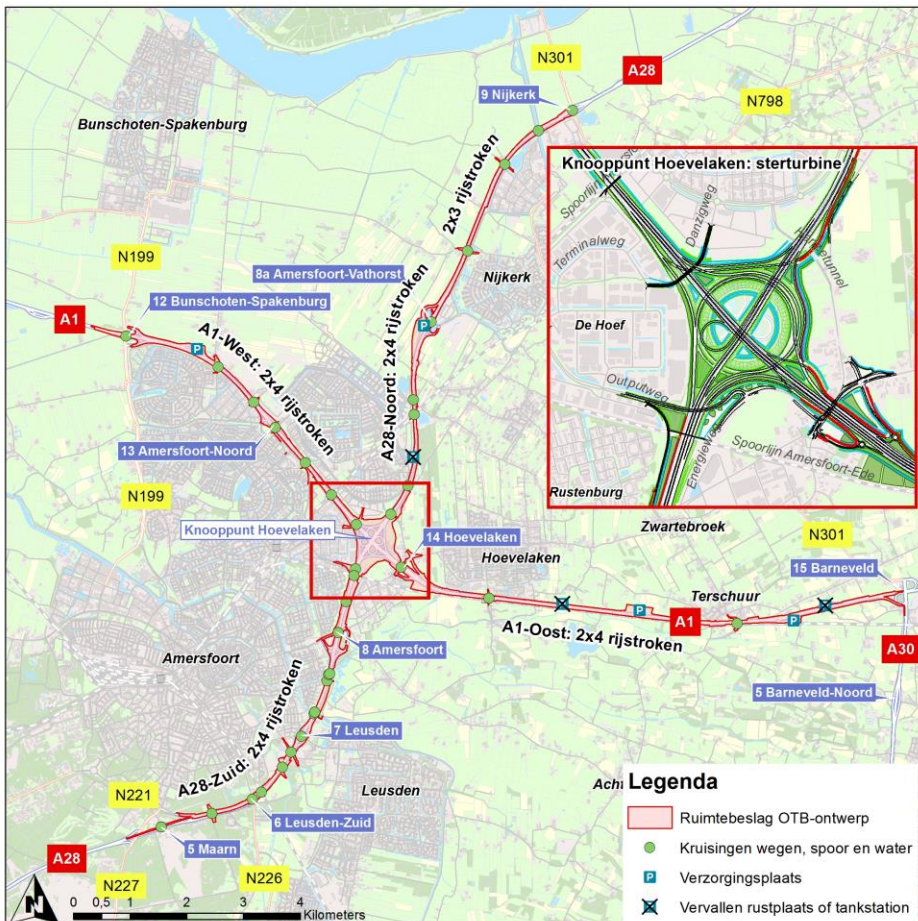 N301
A28
9 Nijkerk
N798
Bunschoten-Spakenburg
2x3 rijstroken
N199
8a Amersfoort-Vathorst
Nijkerk
12 Bunschoten-Spakenburg
A1
P
P
A1-West: 2x4 rijstroken
A28-Noord: 2x4 rijstroken
13 Amersfoort-Noord
N199
Knooppunt Hoevelaken
14 Hoevelaken
Hoevelaken
Zwartebroek
N301
15 Barneveld
Terschuur
P
P
A1
A1-Oost: 2x4 rijstroken
A30
5 Barneveld-Noord
Amersfoort
8 Amersfoort
A28-Zuid: 2x4 rijstroken
7 Leusden
Leusden
N221
6 Leusden-Zuid
5 Maarn
A28
N227
N226
Knooppunt Hoevelaken: sterturbine
Danzigweg
Terminalweg
De Hoef
Outputweg
Energieweg
Spoorlijn Amersfoort-Ede
Rustenburg
Legenda
Ruimtebeslag OTB-ontwerp
Kruisingen wegen, spoor en water
P Verzorgingsplaats
Vervallen rustplaats of tankstation
N
0 0,5 1 2 3 4
Kilometers